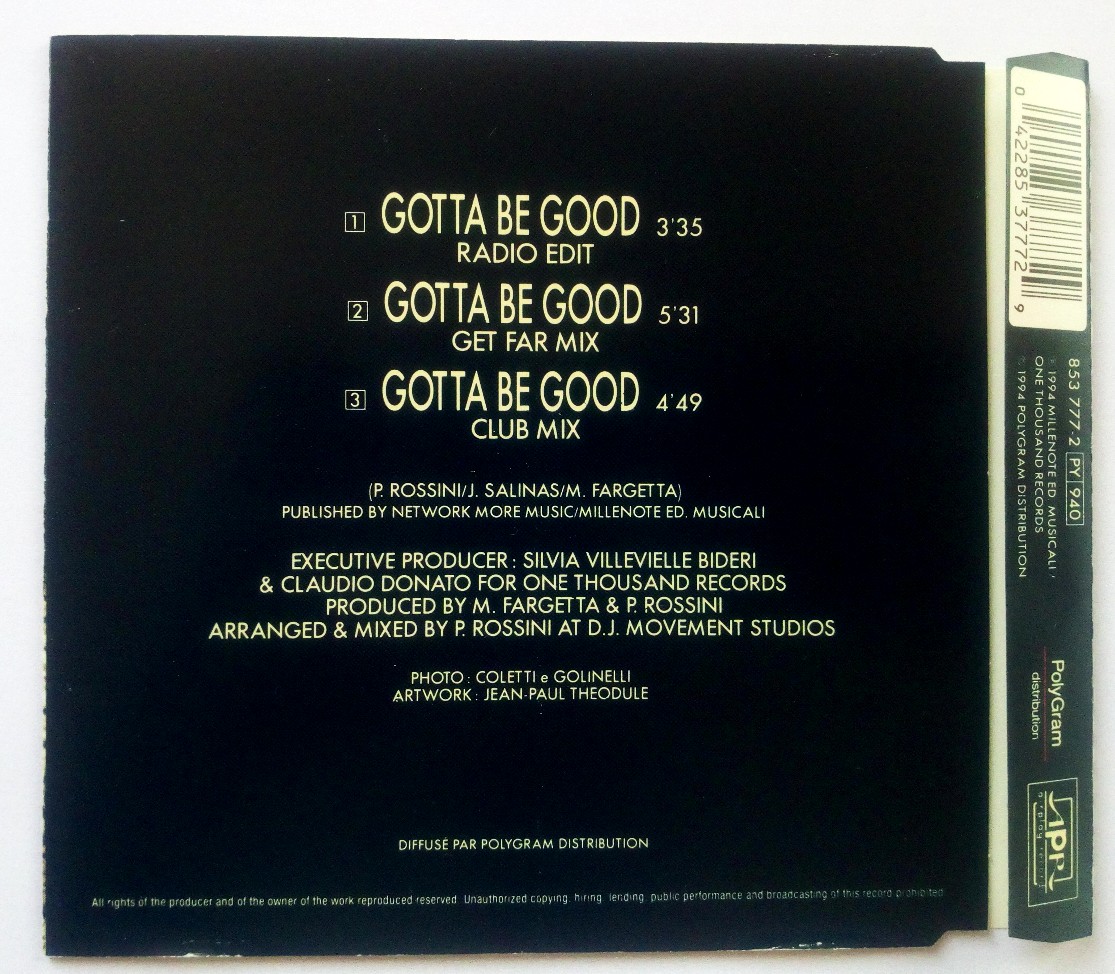 1 GOTTA BE GOOD 3'35
RADIO EDIT
2 GOTTA BE GOOD 5'31
GET FAR MIX
3 GOTTA BE GOOD 4'49
CLUB MIX
(P. ROSSINI/J. SALINAS/M. FARGETTA)
PUBLISHED BY NETWORK MORE MUSIC/MILLENOTE ED. MUSICALI
EXECUTIVE PRODUCER : SILVIA VILLEVIELLE BIDERI
& CLAUDIO DONATO FOR ONE THOUSAND RECORDS
PRODUCED BY M. FARGETTA & P. ROSSINI
ARRANGED & MIXED BY P. ROSSINI AT D.J. MOVEMENT STUDIOS
PHOTO : COLETTI e GOLINELLI
ARTWORK : JEAN-PAUL THEODULE
DIFFUSÉ PAR POLYGRAM DISTRIBUTION
All rights of the producer and of the owner of the work reproduced reserved. Unauthorized copying, hiring, lending, public performance and broadcasting of this record prohibited.
0 42285 37772 9
853 777-2 PY 940
1994 MILLENOTE ED. MUSICALI /
ONE THOUSAND RECORDS
1994 POLYGRAM DISTRIBUTION
PolyGram
distribution
APR
airplay record